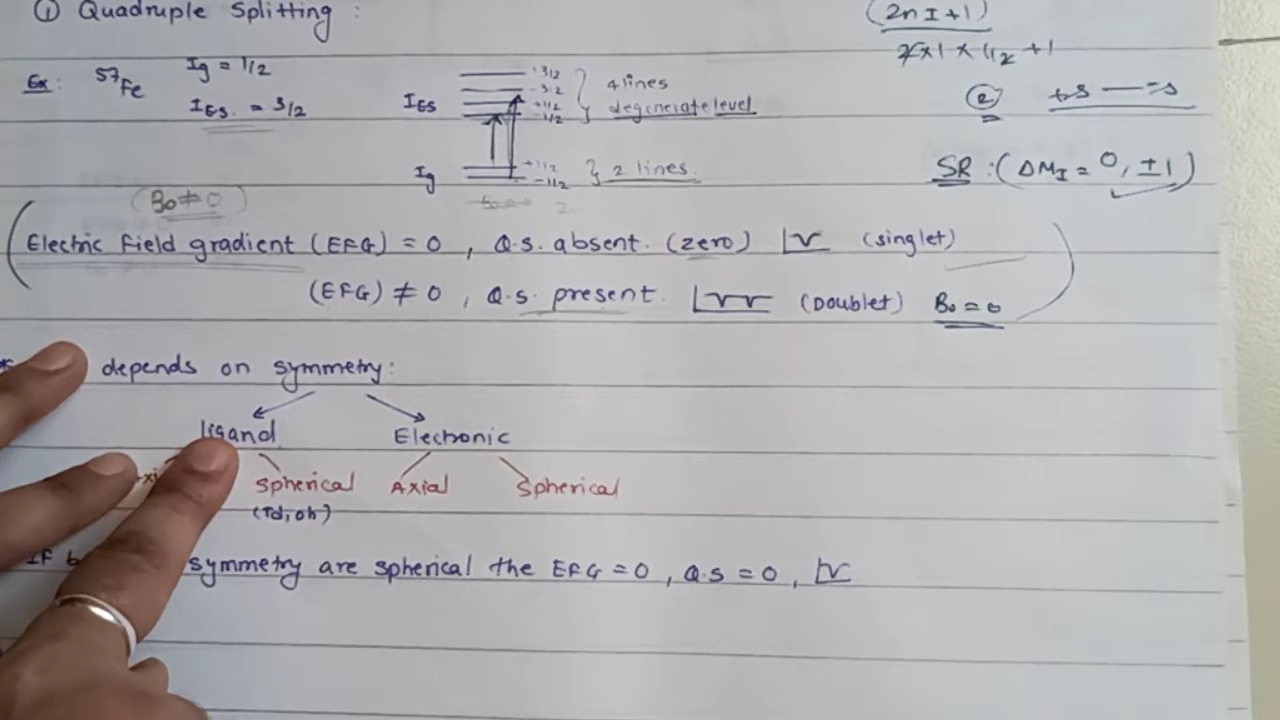 ① Quadruple Splitting :
(2nI+1)
2×1×1/2+1
Ex: 57Fe Ig = 1/2
IEs. = 3/2
IEs
+3/2
-3/2
+1/2
-1/2
4 lines
degenerate level
② +s — =s
Ig
+1/2
-1/2
2 lines.
SR : (ΔMI = 0, ±1)
(B0 ≠ 0)
Electric Field gradient (EFG) = 0 , Q.S. absent. (zero) (singlet)
(EFG) ≠ 0 , Q.S. present. (Doublet) B0 = 0
depends on symmetry:
ligand Electronic
Spherical Axial Spherical
(Td, oh)
If symmetry are spherical the EFG = 0 , Q.S = 0 ,